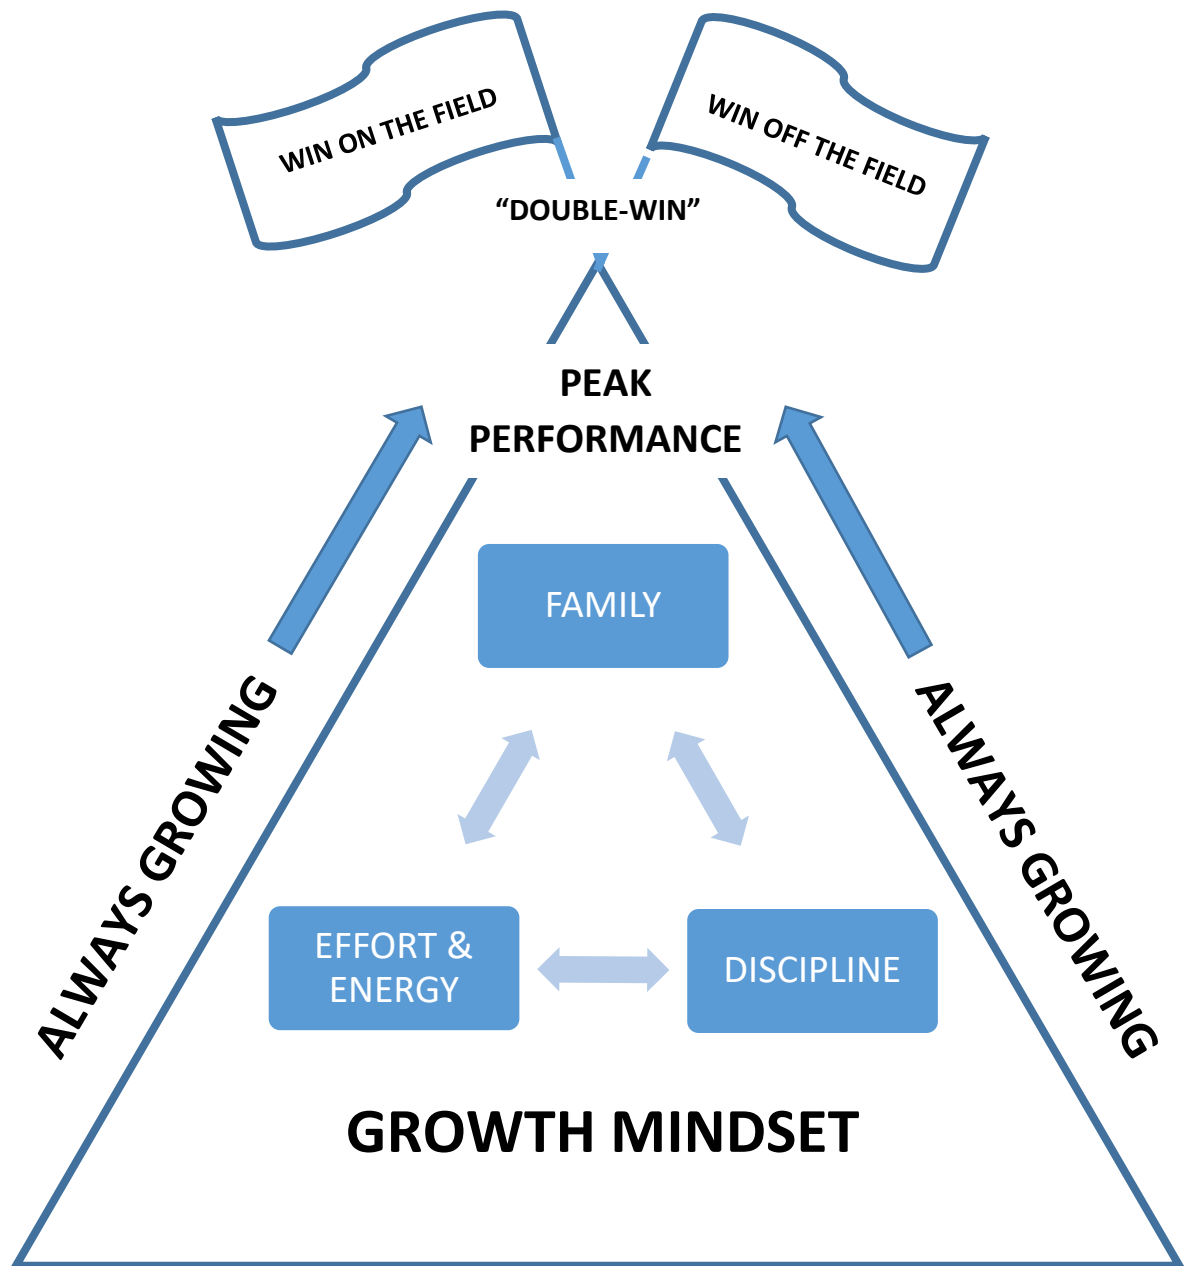 WIN ON THE FIELD
WIN OFF THE FIELD
“DOUBLE-WIN”
PEAK
PERFORMANCE
FAMILY
ALWAYS GROWING
ALWAYS GROWING
EFFORT &
ENERGY
DISCIPLINE
GROWTH MINDSET